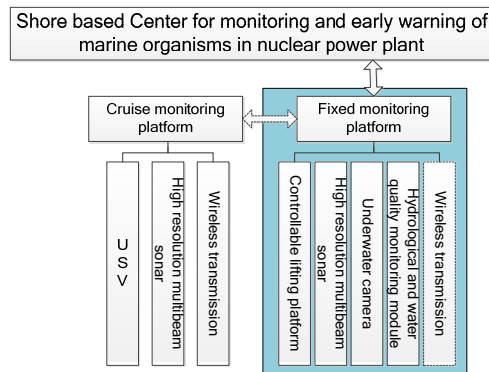 Shore based Center for monitoring and early warning of
marine organisms in nuclear power plant
Cruise monitoring
platform
Fixed monitoring
platform
U
S
V
High resolution multibeam
sonar
Wireless transmission
Controllable lifting platform
High resolution multibeam
sonar
Underwater camera
Hydrological and water
quality monitoring module
Wireless transmission